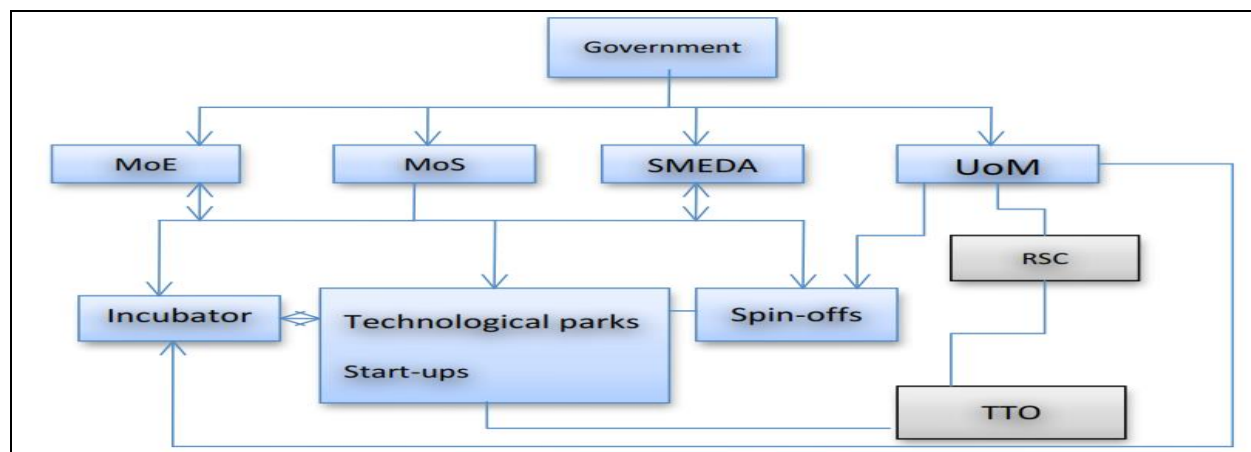 Government
MoE
MoS
SMEDA
UoM
RSC
Incubator
Technological parks
Start-ups
Spin-offs
TTO